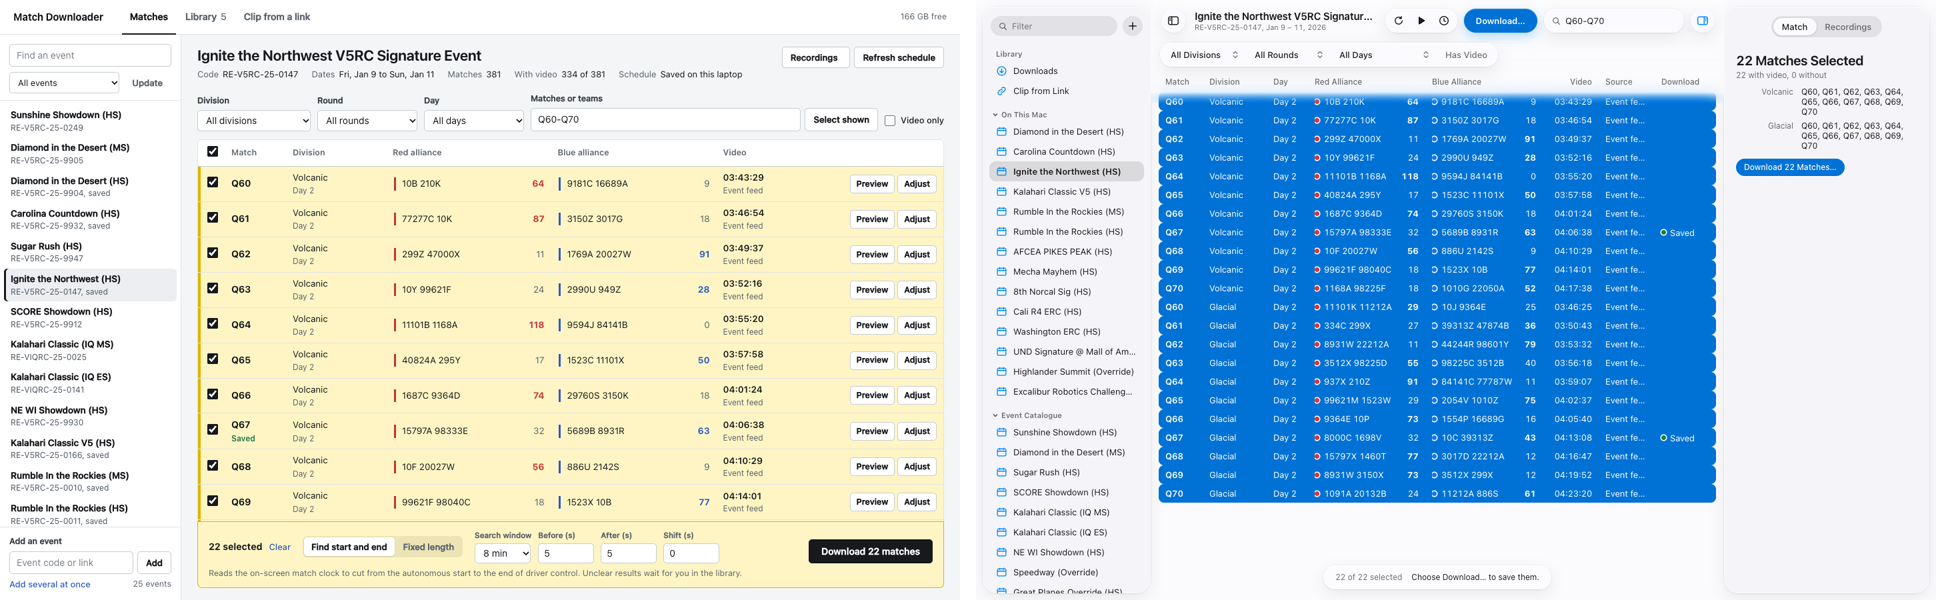 Match Downloader
Matches
Library 5
Clip from a link
166 GB free
Find an event
All events
Update
Sunshine Showdown (HS)
RE-V5RC-25-0249
Diamond in the Desert (MS)
RE-V5RC-25-9905
Diamond in the Desert (HS)
RE-V5RC-25-9904, saved
Carolina Countdown (HS)
RE-V5RC-25-9932, saved
Sugar Rush (HS)
RE-V5RC-25-9947
Ignite the Northwest (HS)
RE-V5RC-25-0147, saved
SCORE Showdown (HS)
RE-V5RC-25-9912
Kalahari Classic (IQ MS)
RE-VIQRC-25-0025
Kalahari Classic (IQ ES)
RE-VIQRC-25-0141
NE WI Showdown (HS)
RE-V5RC-25-9930
Kalahari Classic V5 (HS)
RE-V5RC-25-0166, saved
Rumble In the Rockies (MS)
RE-V5RC-25-0010, saved
Rumble In the Rockies (HS)
RE-V5RC-25-0011, saved
Add an event
Event code or link
Add
Add several at once
25 events
Ignite the Northwest V5RC Signature Event
Code RE-V5RC-25-0147 Dates Fri, Jan 9 to Sun, Jan 11 Matches 381 With video 334 of 381 Schedule Saved on this laptop
Recordings
Refresh schedule
Division Round Day Matches or teams
All divisions All rounds All days Q60-Q70 Select shown Video only
Match Division Red alliance Blue alliance Video
Q60 Volcanic Day 2 10B 210K 64 9181C 16689A 9 03:43:29 Event feed Preview Adjust
Q61 Volcanic Day 2 77277C 10K 87 3150Z 3017G 18 03:46:54 Event feed Preview Adjust
Q62 Volcanic Day 2 299Z 47000X 11 1769A 20027W 91 03:49:37 Event feed Preview Adjust
Q63 Volcanic Day 2 10Y 99621F 24 2990U 949Z 28 03:52:16 Event feed Preview Adjust
Q64 Volcanic Day 2 11101B 1168A 118 9594J 84141B 0 03:55:20 Event feed Preview Adjust
Q65 Volcanic Day 2 40824A 295Y 17 1523C 11101X 50 03:57:58 Event feed Preview Adjust
Q66 Volcanic Day 2 1687C 9364D 74 29760S 3150K 18 04:01:24 Event feed Preview Adjust
Q67 Saved Volcanic Day 2 15797A 98333E 32 5689B 8931R 63 04:06:38 Event feed Preview Adjust
Q68 Volcanic Day 2 10F 20027W 56 886U 2142S 9 04:10:29 Event feed Preview Adjust
Q69 Volcanic Day 2 99621F 98040C 18 1523X 10B 77 04:14:01 Event feed Preview Adjust
22 selected Clear Find start and end Fixed length
Search window Before (s) After (s) Shift (s)
8 min 5 5 0
Download 22 matches
Reads the on-screen match clock to cut from the autonomous start to the end of driver control. Unclear results wait for you in the library.
Filter
Library
Downloads
Clip from Link
On This Mac
Diamond in the Desert (HS)
Carolina Countdown (HS)
Ignite the Northwest (HS)
Kalahari Classic V5 (HS)
Rumble In the Rockies (MS)
Rumble In the Rockies (HS)
AFCEA PIKES PEAK (HS)
Mecha Mayhem (HS)
8th Norcal Sig (HS)
Cali R4 ERC (HS)
Washington ERC (HS)
UND Signature @ Mall of Am...
Highlander Summit (Override)
Excalibur Robotics Challeng...
Event Catalogue
Sunshine Showdown (HS)
Diamond in the Desert (MS)
Sugar Rush (HS)
SCORE Showdown (HS)
Kalahari Classic (IQ MS)
Kalahari Classic (IQ ES)
NE WI Showdown (HS)
Speedway (Override)
Great Plains Override (HS)
Ignite the Northwest V5RC Signatur...
RE-V5RC-25-0147, Jan 9 – 11, 2026
Download...
Q60-Q70
All Divisions All Rounds All Days Has Video
Match Division Day Red Alliance Blue Alliance Video Source Download
Q60 Volcanic Day 2 10B 210K 64 9181C 16689A 9 03:43:29 Event fe...
Q61 Volcanic Day 2 77277C 10K 87 3150Z 3017G 18 03:46:54 Event fe...
Q62 Volcanic Day 2 299Z 47000X 11 1769A 20027W 91 03:49:37 Event fe...
Q63 Volcanic Day 2 10Y 99621F 24 2990U 949Z 28 03:52:16 Event fe...
Q64 Volcanic Day 2 11101B 1168A 118 9594J 84141B 0 03:55:20 Event fe...
Q65 Volcanic Day 2 40824A 295Y 17 1523C 11101X 50 03:57:58 Event fe...
Q66 Volcanic Day 2 1687C 9364D 74 29760S 3150K 18 04:01:24 Event fe...
Q67 Volcanic Day 2 15797A 98333E 32 5689B 8931R 63 04:06:38 Event fe... Saved
Q68 Volcanic Day 2 10F 20027W 56 886U 2142S 9 04:10:29 Event fe...
Q69 Volcanic Day 2 99621F 98040C 18 1523X 10B 77 04:14:01 Event fe...
Q70 Volcanic Day 2 1168A 98225F 18 1010G 22050A 52 04:17:38 Event fe...
Q60 Glacial Day 2 11101K 11212A 29 10J 9364E 25 03:46:25 Event fe...
Q61 Glacial Day 2 334C 299X 27 39313Z 47874B 36 03:50:43 Event fe...
Q62 Glacial Day 2 8931W 22212A 11 44244R 98601Y 79 03:53:32 Event fe...
Q63 Glacial Day 2 3512X 98225D 55 98225C 3512B 40 03:56:18 Event fe...
Q64 Glacial Day 2 937X 210Z 91 84141C 77787W 11 03:59:07 Event fe...
Q65 Glacial Day 2 99621M 1523W 29 2054V 1010Z 75 04:02:37 Event fe...
Q66 Glacial Day 2 9364E 10P 73 1554P 16689G 16 04:05:40 Event fe...
Q67 Glacial Day 2 8000C 1698V 32 10C 39313Z 43 04:13:08 Event fe... Saved
Q68 Glacial Day 2 15797X 1460T 77 3017D 22212A 12 04:16:47 Event fe...
Q69 Glacial Day 2 8931W 3150X 73 3512X 299X 12 04:19:52 Event fe...
Q70 Glacial Day 2 1091A 20132B 24 11212A 886S 61 04:23:20 Event fe...
22 of 22 selected Choose Download... to save them.
Match Recordings
22 Matches Selected
22 with video, 0 without
Volcanic Q60, Q61, Q62, Q63, Q64,
Q65, Q66, Q67, Q68, Q69,
Q70
Glacial Q60, Q61, Q62, Q63, Q64,
Q65, Q66, Q67, Q68, Q69,
Q70
Download 22 Matches...